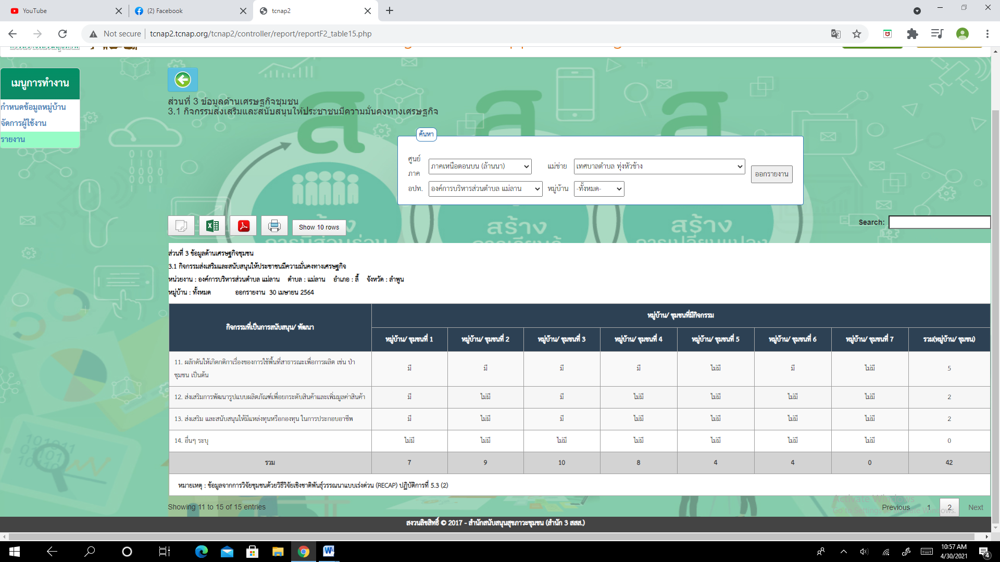 YouTube
(2) Facebook
tcnap2
Not secure
tcnap2.tcnap.org/tcnap2/controller/report/reportF2_table15.php
เมนูการทำงาน
กำหนดข้อมูลหมู่บ้าน
จัดการผู้ใช้งาน
รายงาน
ส่วนที่ 3 ข้อมูลด้านเศรษฐกิจชุมชน
3.1 กิจกรรมส่งเสริมและสนับสนุนให้ประชาชนมีความมั่นคงทางเศรษฐกิจ
ค้นหา
ศูนย์ภาค ภาคเหนือตอนบน (ล้านนา) แม่ข่าย เทศบาลตำบล ทุ่งหัวช้าง
อปท. องค์การบริหารส่วนตำบล แม่ลาน หมู่บ้าน -ทั้งหมด-
ออกรายงาน
Show 10 rows
Search:
ส ส ส
สร้าง สร้าง
ส่วนที่ 3 ข้อมูลด้านเศรษฐกิจชุมชน
3.1 กิจกรรมส่งเสริมและสนับสนุนให้ประชาชนมีความมั่นคงทางเศรษฐกิจ
หน่วยงาน : องค์การบริหารส่วนตำบล แม่ลาน ตำบล : แม่ลาน อำเภอ : ลี้ จังหวัด : ลำพูน
หมู่บ้าน : ทั้งหมด ออกรายงาน 30 เมษายน 2564
กิจกรรมที่เป็นการสนับสนุน/ พัฒนา
หมู่บ้าน/ ชุมชนที่มีกิจกรรม
หมู่บ้าน/ ชุมชนที่ 1 หมู่บ้าน/ ชุมชนที่ 2 หมู่บ้าน/ ชุมชนที่ 3 หมู่บ้าน/ ชุมชนที่ 4 หมู่บ้าน/ ชุมชนที่ 5 หมู่บ้าน/ ชุมชนที่ 6 หมู่บ้าน/ ชุมชนที่ 7 รวม(หมู่บ้าน/ ชุมชน)
11. ผลักดันให้เกิดกติกาเรื่องของการใช้พื้นที่สาธารณะเพื่อการผลิต เช่น ป่า
ชุมชน เป็นต้น
มี มี มี มี ไม่มี มี ไม่มี 5
12. ส่งเสริมการพัฒนารูปแบบผลิตภัณฑ์เพื่อยกระดับสินค้าและเพิ่มมูลค่าสินค้า มี ไม่มี มี ไม่มี ไม่มี ไม่มี ไม่มี 2
13. ส่งเสริม และสนับสนุนให้มีแหล่งทุนหรือกองทุน ในการประกอบอาชีพ มี ไม่มี มี ไม่มี ไม่มี ไม่มี ไม่มี 2
14. อื่นๆ ระบุ ไม่มี ไม่มี ไม่มี ไม่มี ไม่มี ไม่มี ไม่มี 0
รวม 7 9 10 8 4 4 0 42
หมายเหตุ : ข้อมูลจากการวิจัยชุมชนด้วยวิธีวิจัยเชิงชาติพันธุ์วรรณนาแบบเร่งด่วน (RECAP) ปฏิบัติการที่ 5.3 (2)
Showing 11 to 15 of 15 entries
Activate Windows
Previous 1 2 Next
สงวนลิขสิทธิ์ © 2017 - สำนักสนับสนุนสุขภาวะชุมชน (สำนัก 3 สสส.)
10:57 AM
4/30/2021
4